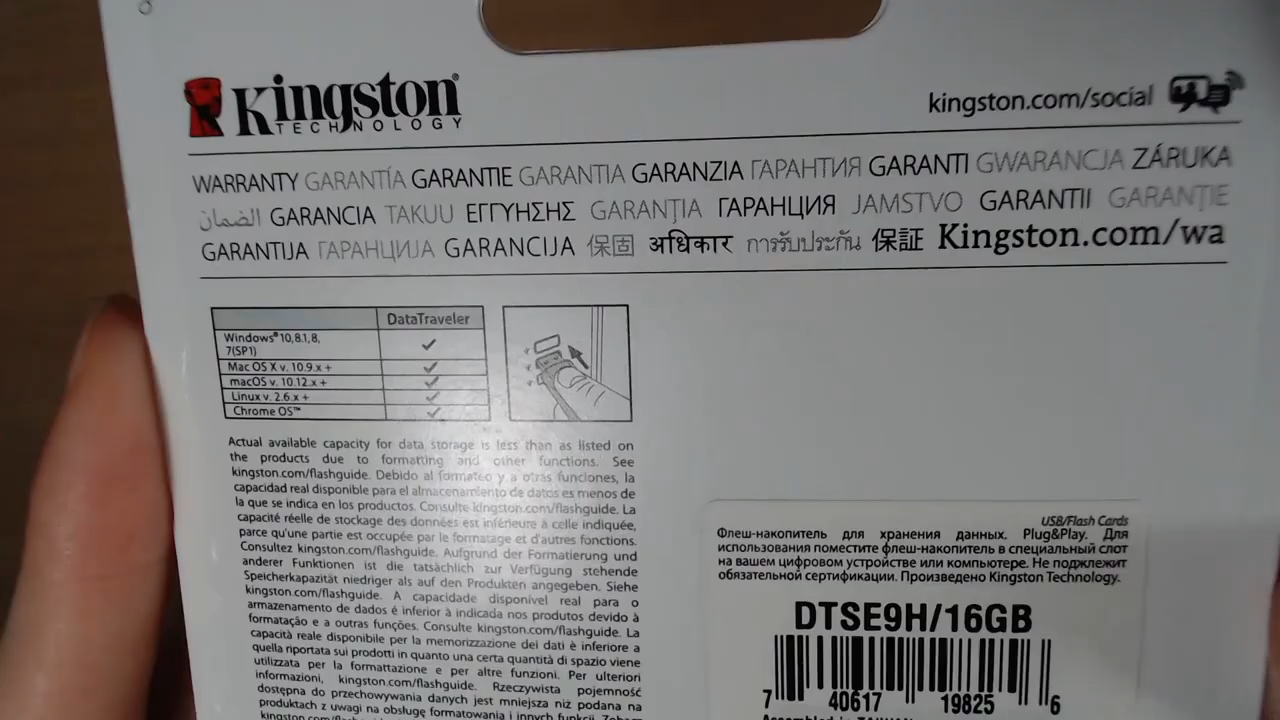 Kingston®
TECHNOLOGY
kingston.com/social
WARRANTY GARANTÍA GARANTIE GARANTIA GARANZIA ГАРАНТИЯ GARANTI GWARANCJA ZÁRUKA
الضمان GARANCIA TAKUU ΕΓΓΥΗΣΗΣ GARANŢIA ГАРАНЦИЯ JAMSTVO GARANTII GARANŢIE
GARANTIJA ГАРАНЦИЈА GARANCIJA 保固 अधिकार การรับประกัน 保証 Kingston.com/wa
DataTraveler
Windows® 10, 8.1, 8,
7(SP1)
Mac OS X v. 10.9.x +
macOS v. 10.12.x +
Linux v. 2.6.x +
Chrome OS™
Actual available capacity for data storage is less than as listed on
the products due to formatting and other functions. See
kingston.com/flashguide. Debido al formateo y a otras funciones, la
capacidad real disponible para el almacenamiento de datos es menos de
la que se indica en los productos. Consulte kingston.com/flashguide. La
capacité réelle de stockage des données est inférieure à celle indiquée,
parce qu'une partie est occupée par le formatage et d'autres fonctions.
Consultez kingston.com/flashguide. Aufgrund der Formatierung und
anderer Funktionen ist die tatsächlich zur Verfügung stehende
Speicherkapazität niedriger als auf den Produkten angegeben. Siehe
kingston.com/flashguide. A capacidade disponível real para o
armazenamento de dados é inferior à indicada nos produtos devido à
formatação e a outras funções. Consulte kingston.com/flashguide. La
capacità reale disponibile per la memorizzazione dei dati è inferiore a
quella riportata sui prodotti in quanto una certa quantità di spazio viene
utilizzata per la formattazione e per altre funzioni. Per ulteriori
informazioni, kingston.com/flashguide. Rzeczywista pojemność
dostępna do przechowywania danych jest mniejsza niż podana na
produktach z uwagi na obsługę formatowania i innych funkcji. Zobacz
kingston.com/flashguide.
USB/Flash Cards
Флеш-накопитель для хранения данных. Plug&Play. Для
использования поместите флеш-накопитель в специальный слот
на вашем цифровом устройстве или компьютере. Не поджлежит
обязательной сертификации. Произведено Kingston Technology.
DTSE9H/16GB
7 40617 19825 6
Assembled in TAIWAN